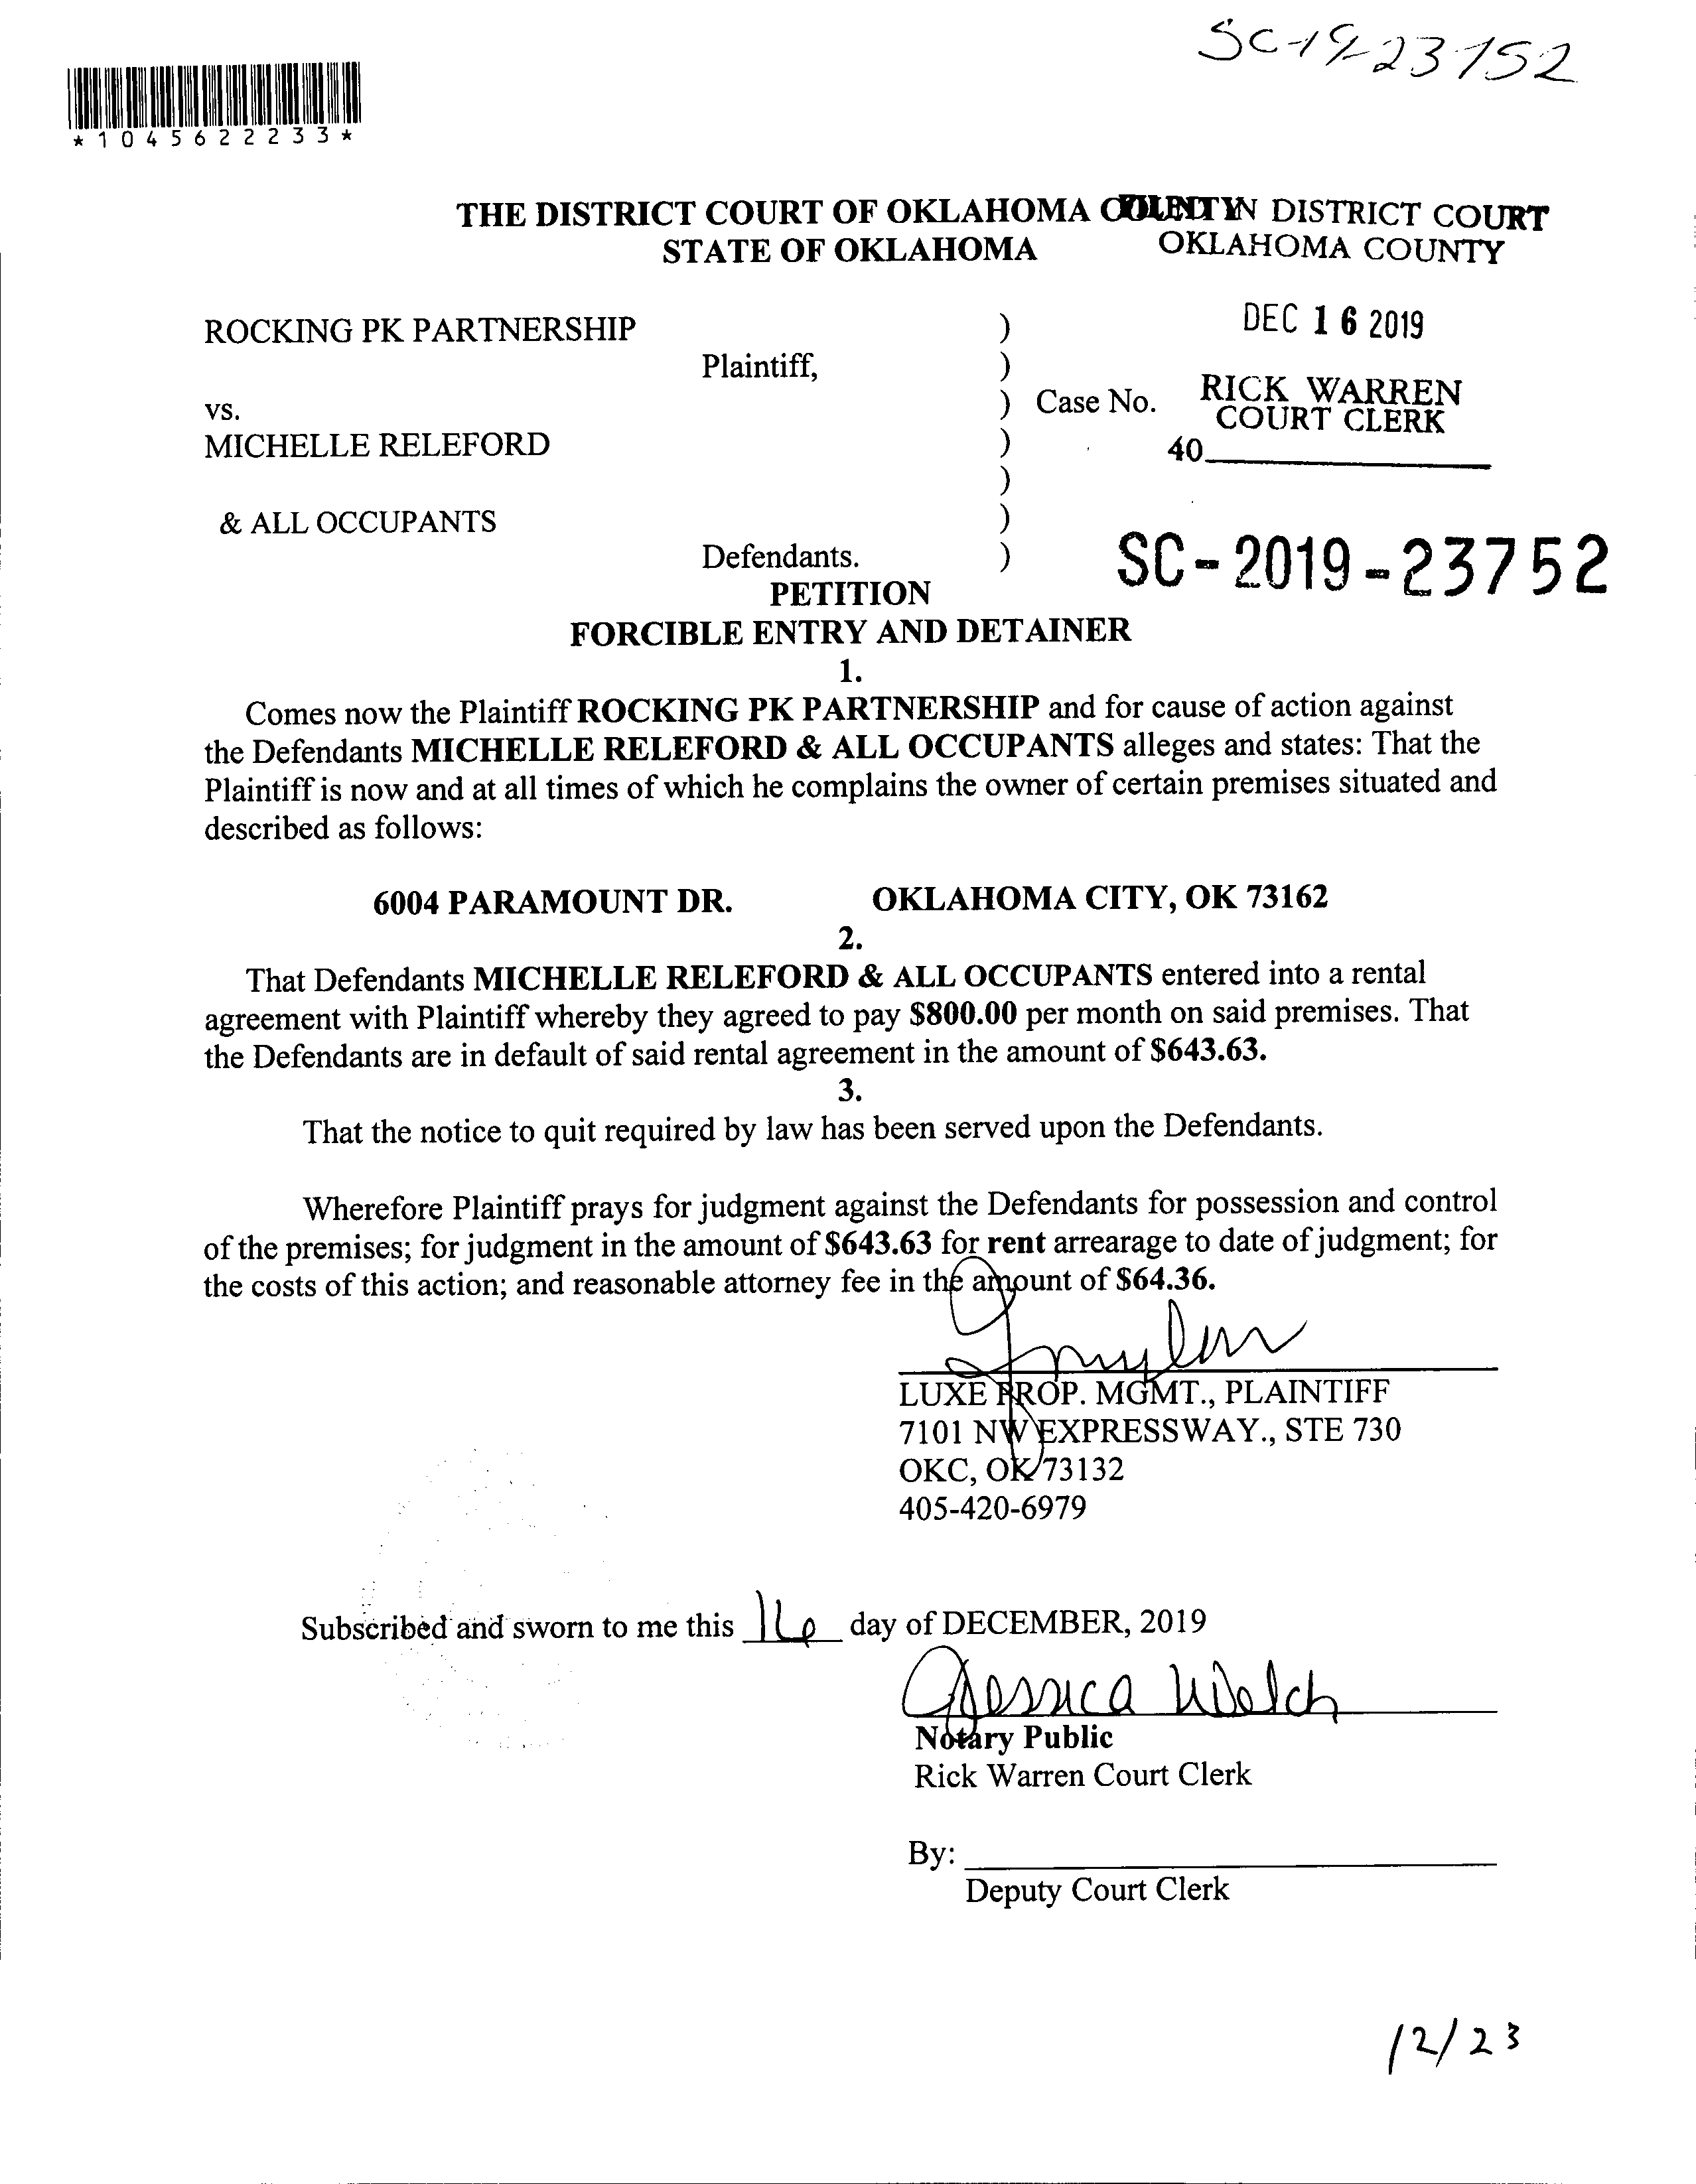 SC-19-23752
*1045622233*
THE DISTRICT COURT OF OKLAHOMA COUNTY
FILED IN DISTRICT COURT
STATE OF OKLAHOMA
OKLAHOMA COUNTY
ROCKING PK PARTNERSHIP )
DEC 16 2019
Plaintiff, )
vs. ) Case No.
RICK WARREN
COURT CLERK
MICHELLE RELEFORD )
40
)
& ALL OCCUPANTS )
Defendants. )
SC-2019-23752
PETITION
FORCIBLE ENTRY AND DETAINER
1.
Comes now the Plaintiff ROCKING PK PARTNERSHIP and for cause of action against
the Defendants MICHELLE RELEFORD & ALL OCCUPANTS alleges and states: That the
Plaintiff is now and at all times of which he complains the owner of certain premises situated and
described as follows:
6004 PARAMOUNT DR. OKLAHOMA CITY, OK 73162
2.
That Defendants MICHELLE RELEFORD & ALL OCCUPANTS entered into a rental
agreement with Plaintiff whereby they agreed to pay $800.00 per month on said premises. That
the Defendants are in default of said rental agreement in the amount of $643.63.
3.
That the notice to quit required by law has been served upon the Defendants.
Wherefore Plaintiff prays for judgment against the Defendants for possession and control
of the premises; for judgment in the amount of $643.63 for rent arrearage to date of judgment; for
the costs of this action; and reasonable attorney fee in the amount of $64.36.
LUXE PROP. MGMT., PLAINTIFF
7101 NW EXPRESSWAY., STE 730
OKC, OK 73132
405-420-6979
Subscribed and sworn to me this 16 day of DECEMBER, 2019
Jessica Welch
Notary Public
Rick Warren Court Clerk
By:
Deputy Court Clerk
12/23